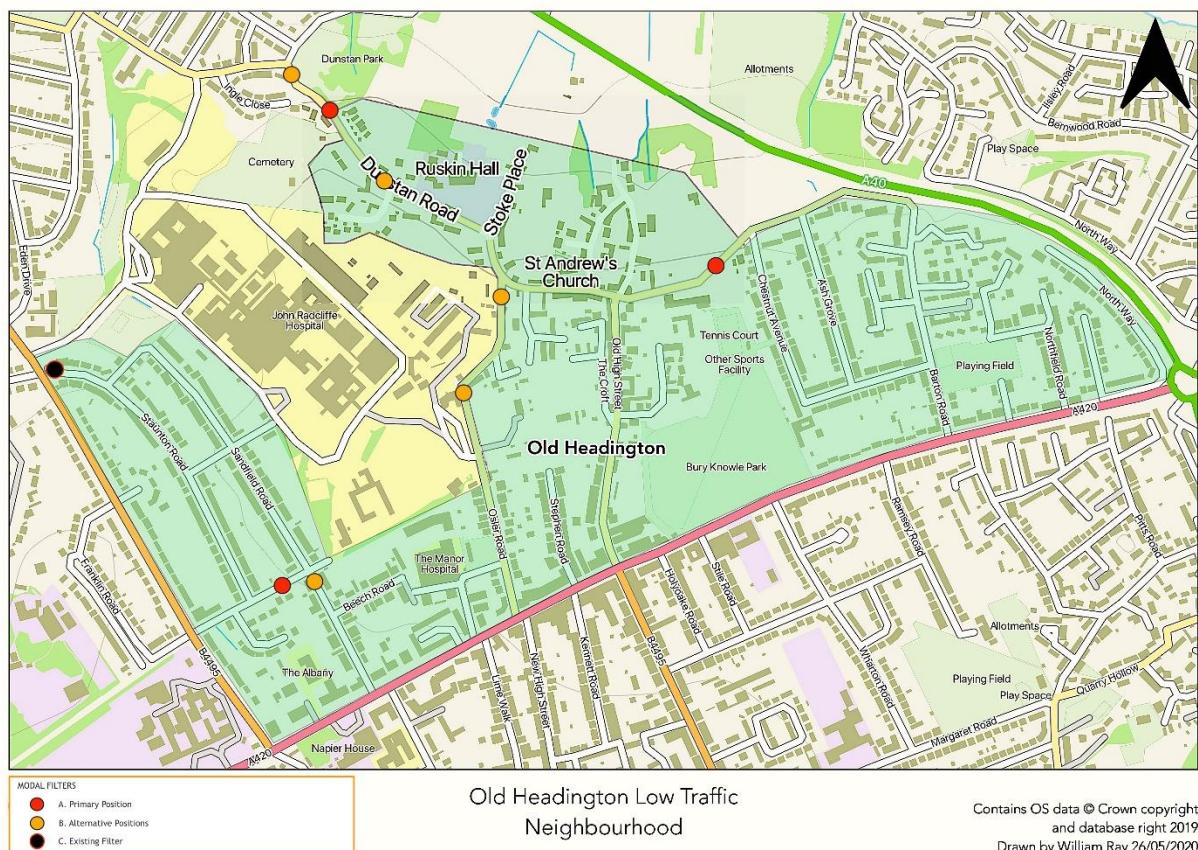 Dunstan Park
Ingle Close
Allotments
Ilsley Road
Bernwood Road
Play Space
Cemetery
Ruskin Hall
Dunstan Road
Stoke Place
A40
North Way
Eden Drive
St Andrew's
Church
John Radcliffe
Hospital
Chestnut Avenue
Ash Grove
North Way
Tennis Court
Other Sports
Facility
Old High Street
The Croft
Playing Field
Northfield Road
Barton Road
A420
Staunton Road
Sandfield Road
Old Headington
Bury Knowle Park
Osler Road
Stephen Road
The Manor
Hospital
Beech Road
Franklin Road
Ramsey Road
Pitts Road
Stile Road
Holyoake Road
B4495
B4495
The Albany
Kennett Road
New High Street
Lime Walk
Wharton Road
Allotments
Playing Field
Play Space
Quarry Hollow
Margaret Road
A420
Napier House
MODAL FILTERS
A. Primary Position
B. Alternative Positions
C. Existing Filter
Old Headington Low Traffic
Neighbourhood
Contains OS data © Crown copyright
and database right 2019
Drawn by William Ray 26/05/2020